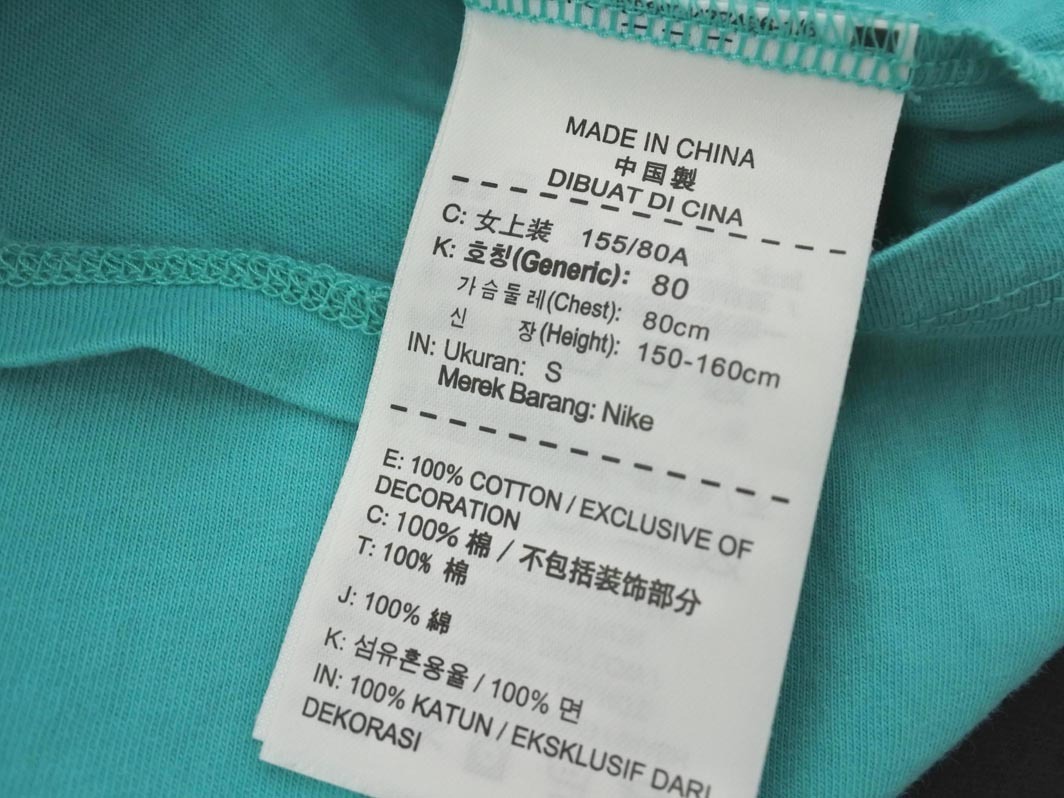 MADE IN CHINA
中国製
DIBUAT DI CINA
C: 女上装 155/80A
K: 호칭(Generic): 80
가슴둘레(Chest): 80cm
신 장(Height): 150-160cm
IN: Ukuran: S
Merek Barang: Nike
E: 100% COTTON / EXCLUSIVE OF
DECORATION
C: 100% 棉 / 不包括装饰部分
T: 100% 棉
J: 100% 綿
K: 섬유혼용율 / 100% 면
IN: 100% KATUN / EKSKLUSIF DARI
DEKORASI